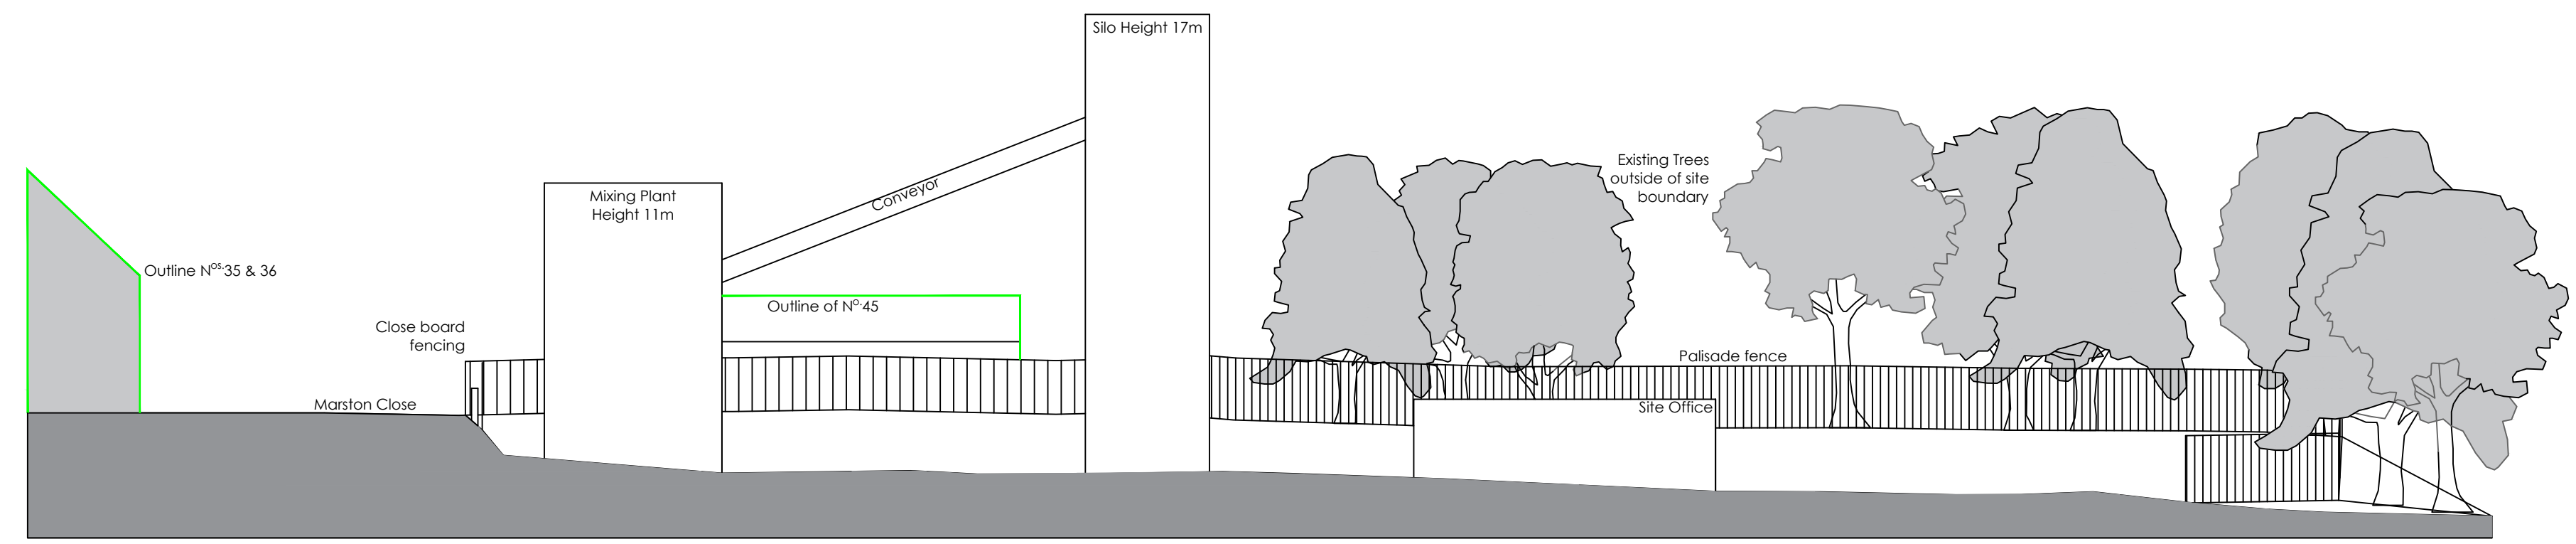 Silo Height 17m
Mixing Plant
Height 11m
Conveyor
Existing Trees
outside of site
boundary
Outline Nos.35 & 36
Outline of No.45
Close board
fencing
Palisade fence
Marston Close
Site Office